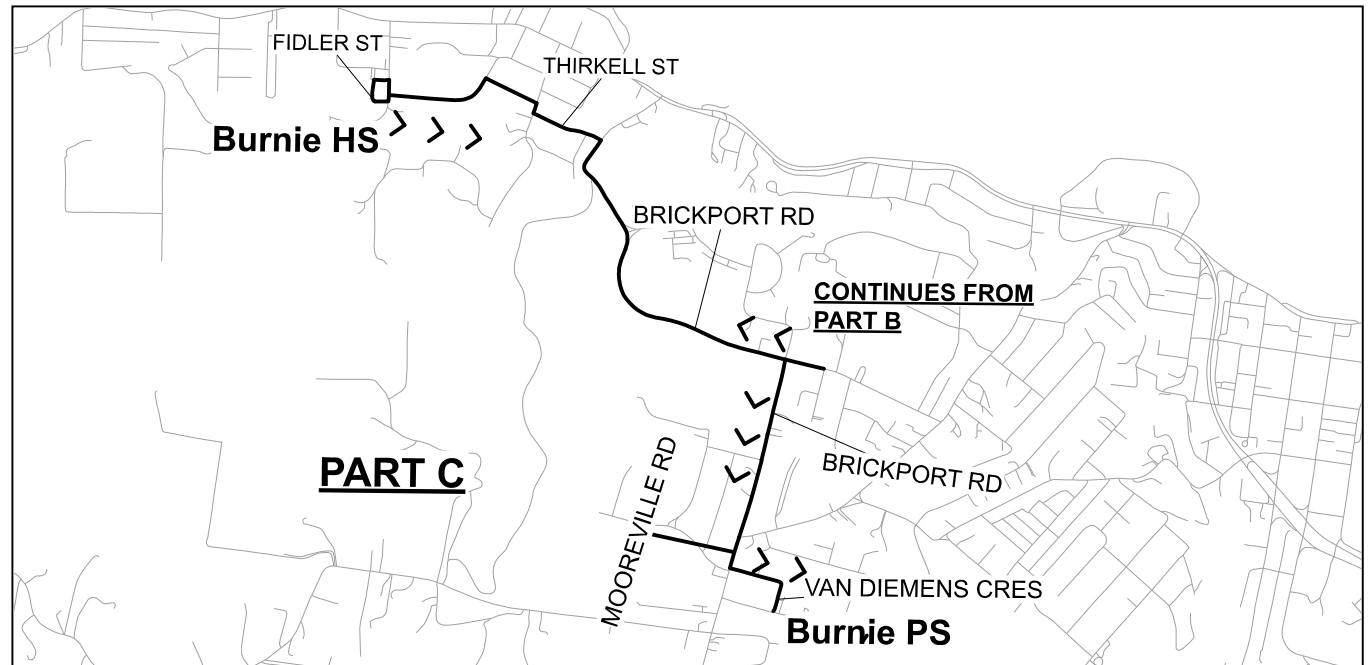 FIDLER ST
THIRKELL ST
Burnie HS
BRICKPORT RD
CONTINUES FROM
PART B
PART C
MOOREVILLE RD
BRICKPORT RD
VAN DIEMENS CRES
Burnie PS